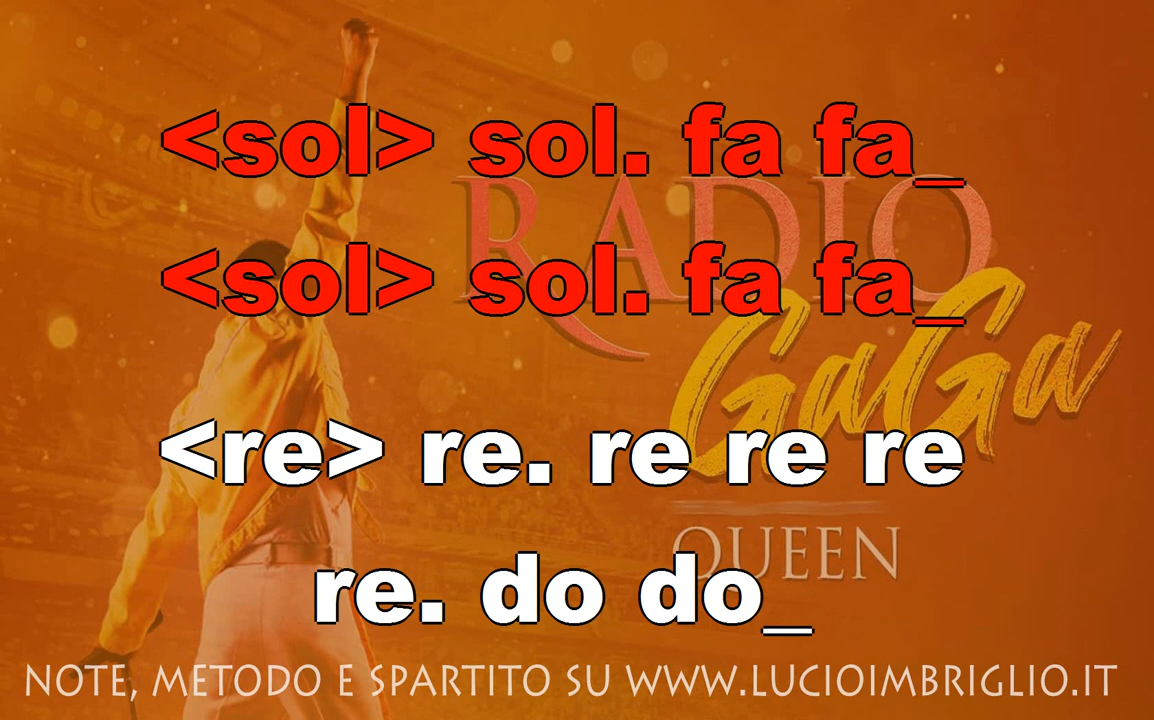 <sol> sol. fa fa_
RADIO
<sol> sol. fa fa_
GaGa
<re> re. re re re
QUEEN
re. do do_
NOTE, METODO E SPARTITO SU WWW.LUCIOIMBRIGLIO.IT